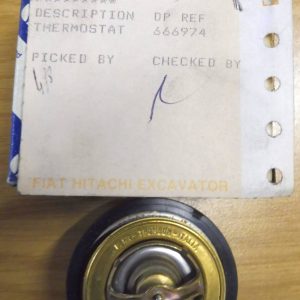 DESCRIPTION DP REF
THERMOSTAT 666974
PICKED BY CHECKED BY
FIAT HITACHI EXCAVATOR